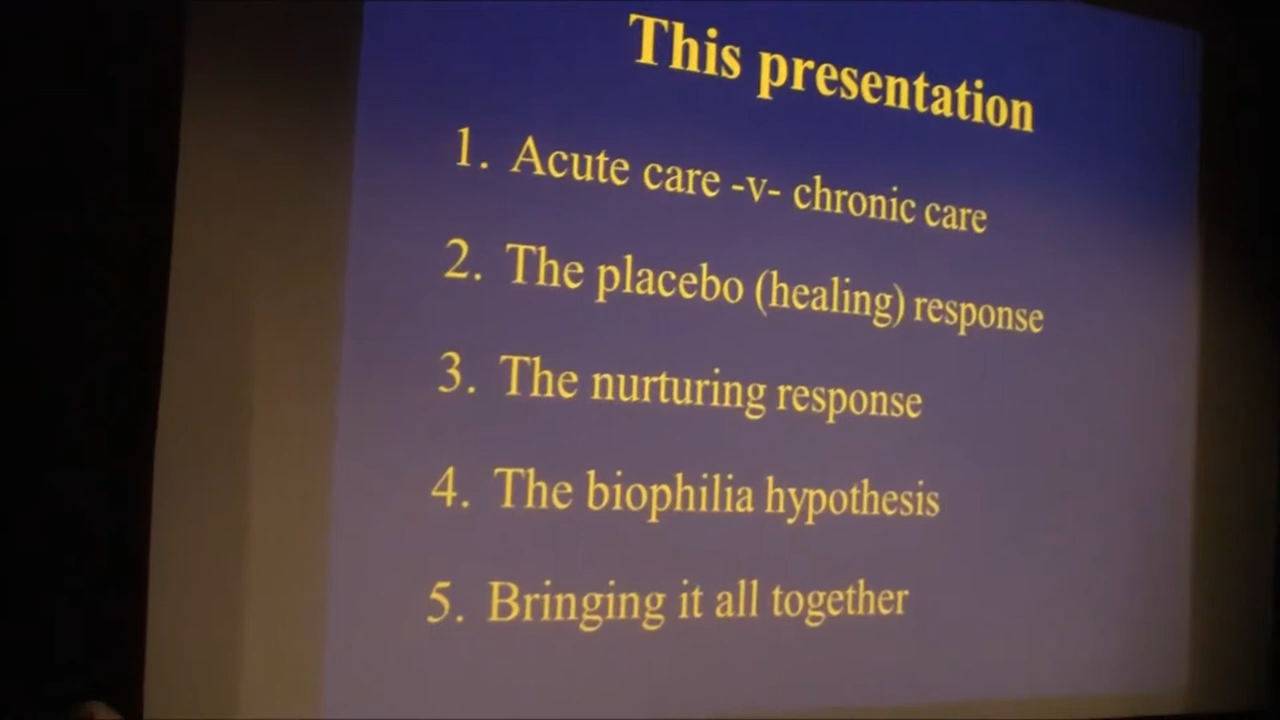 This presentation
1. Acute care -v- chronic care
2. The placebo (healing) response
3. The nurturing response
4. The biophilia hypothesis
5. Bringing it all together